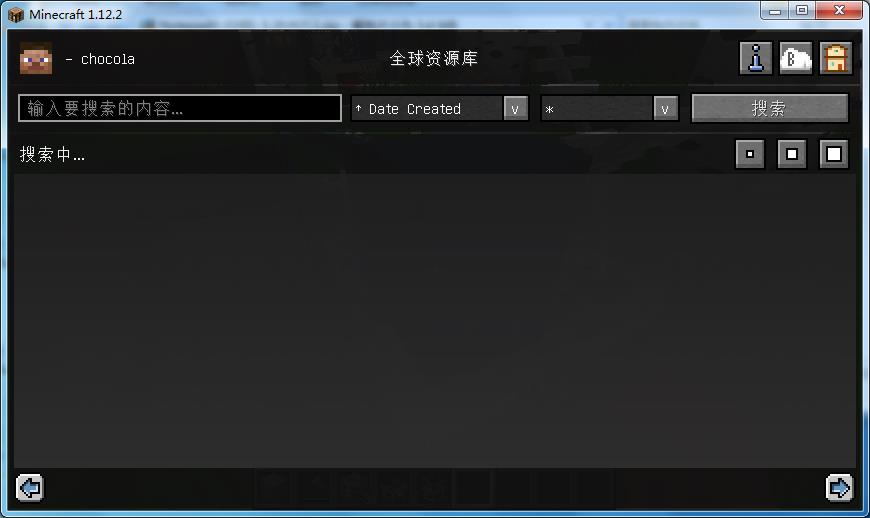 Minecraft 1.12.2
- chocola
全球资源库
输入要搜索的内容...
↑ Date Created
v
*
v
搜索
搜索中...